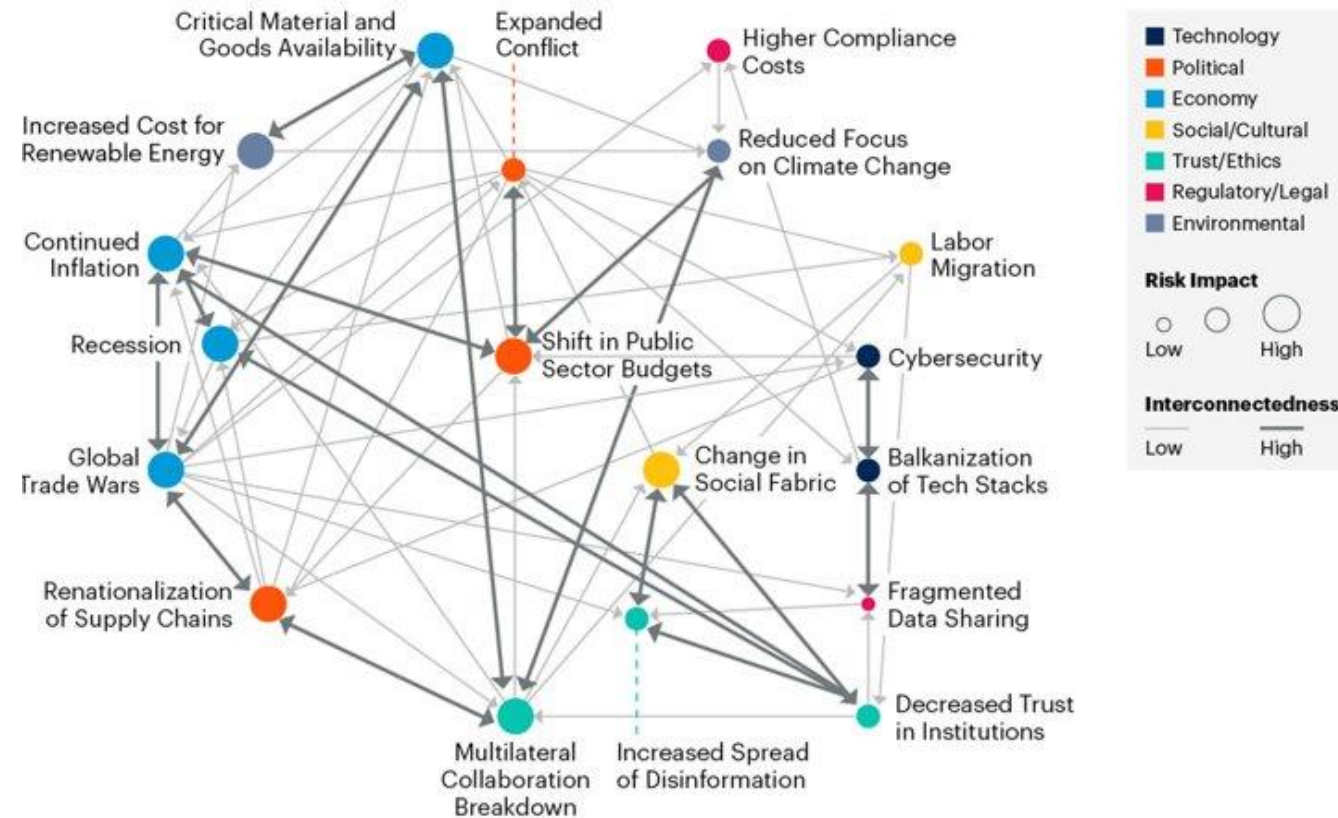 Critical Material and
Goods Availability
Expanded
Conflict
Higher Compliance
Costs
Increased Cost for
Renewable Energy
Reduced Focus
on Climate Change
Continued
Inflation
Labor
Migration
Recession
Shift in Public
Sector Budgets
Cybersecurity
Global
Trade Wars
Change in
Social Fabric
Balkanization
of Tech Stacks
Renationalization
of Supply Chains
Fragmented
Data Sharing
Decreased Trust
in Institutions
Multilateral
Collaboration
Breakdown
Increased Spread
of Disinformation
Technology
Political
Economy
Social/Cultural
Trust/Ethics
Regulatory/Legal
Environmental
Risk Impact
Low High
Interconnectedness
Low High